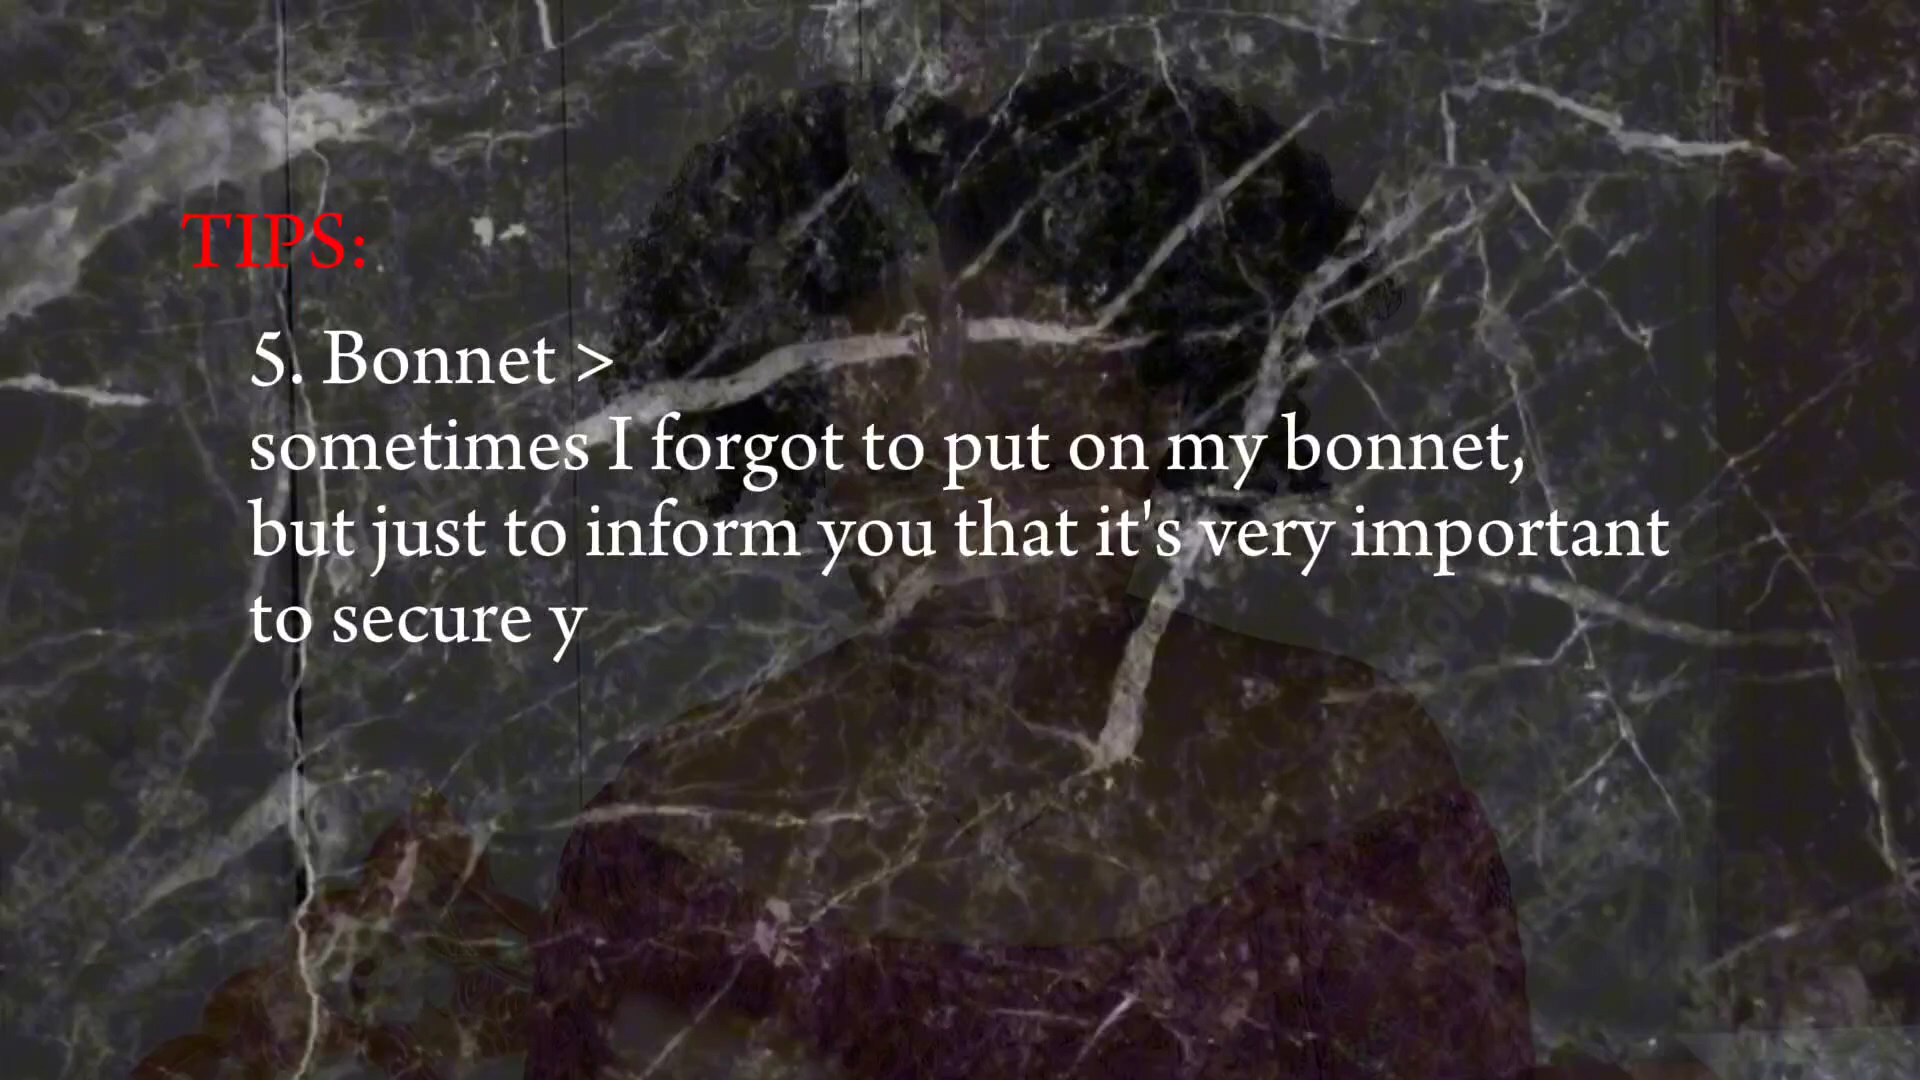 TIPS:
5. Bonnet >
sometimes I forgot to put on my bonnet,
but just to inform you that it's very important
to secure y